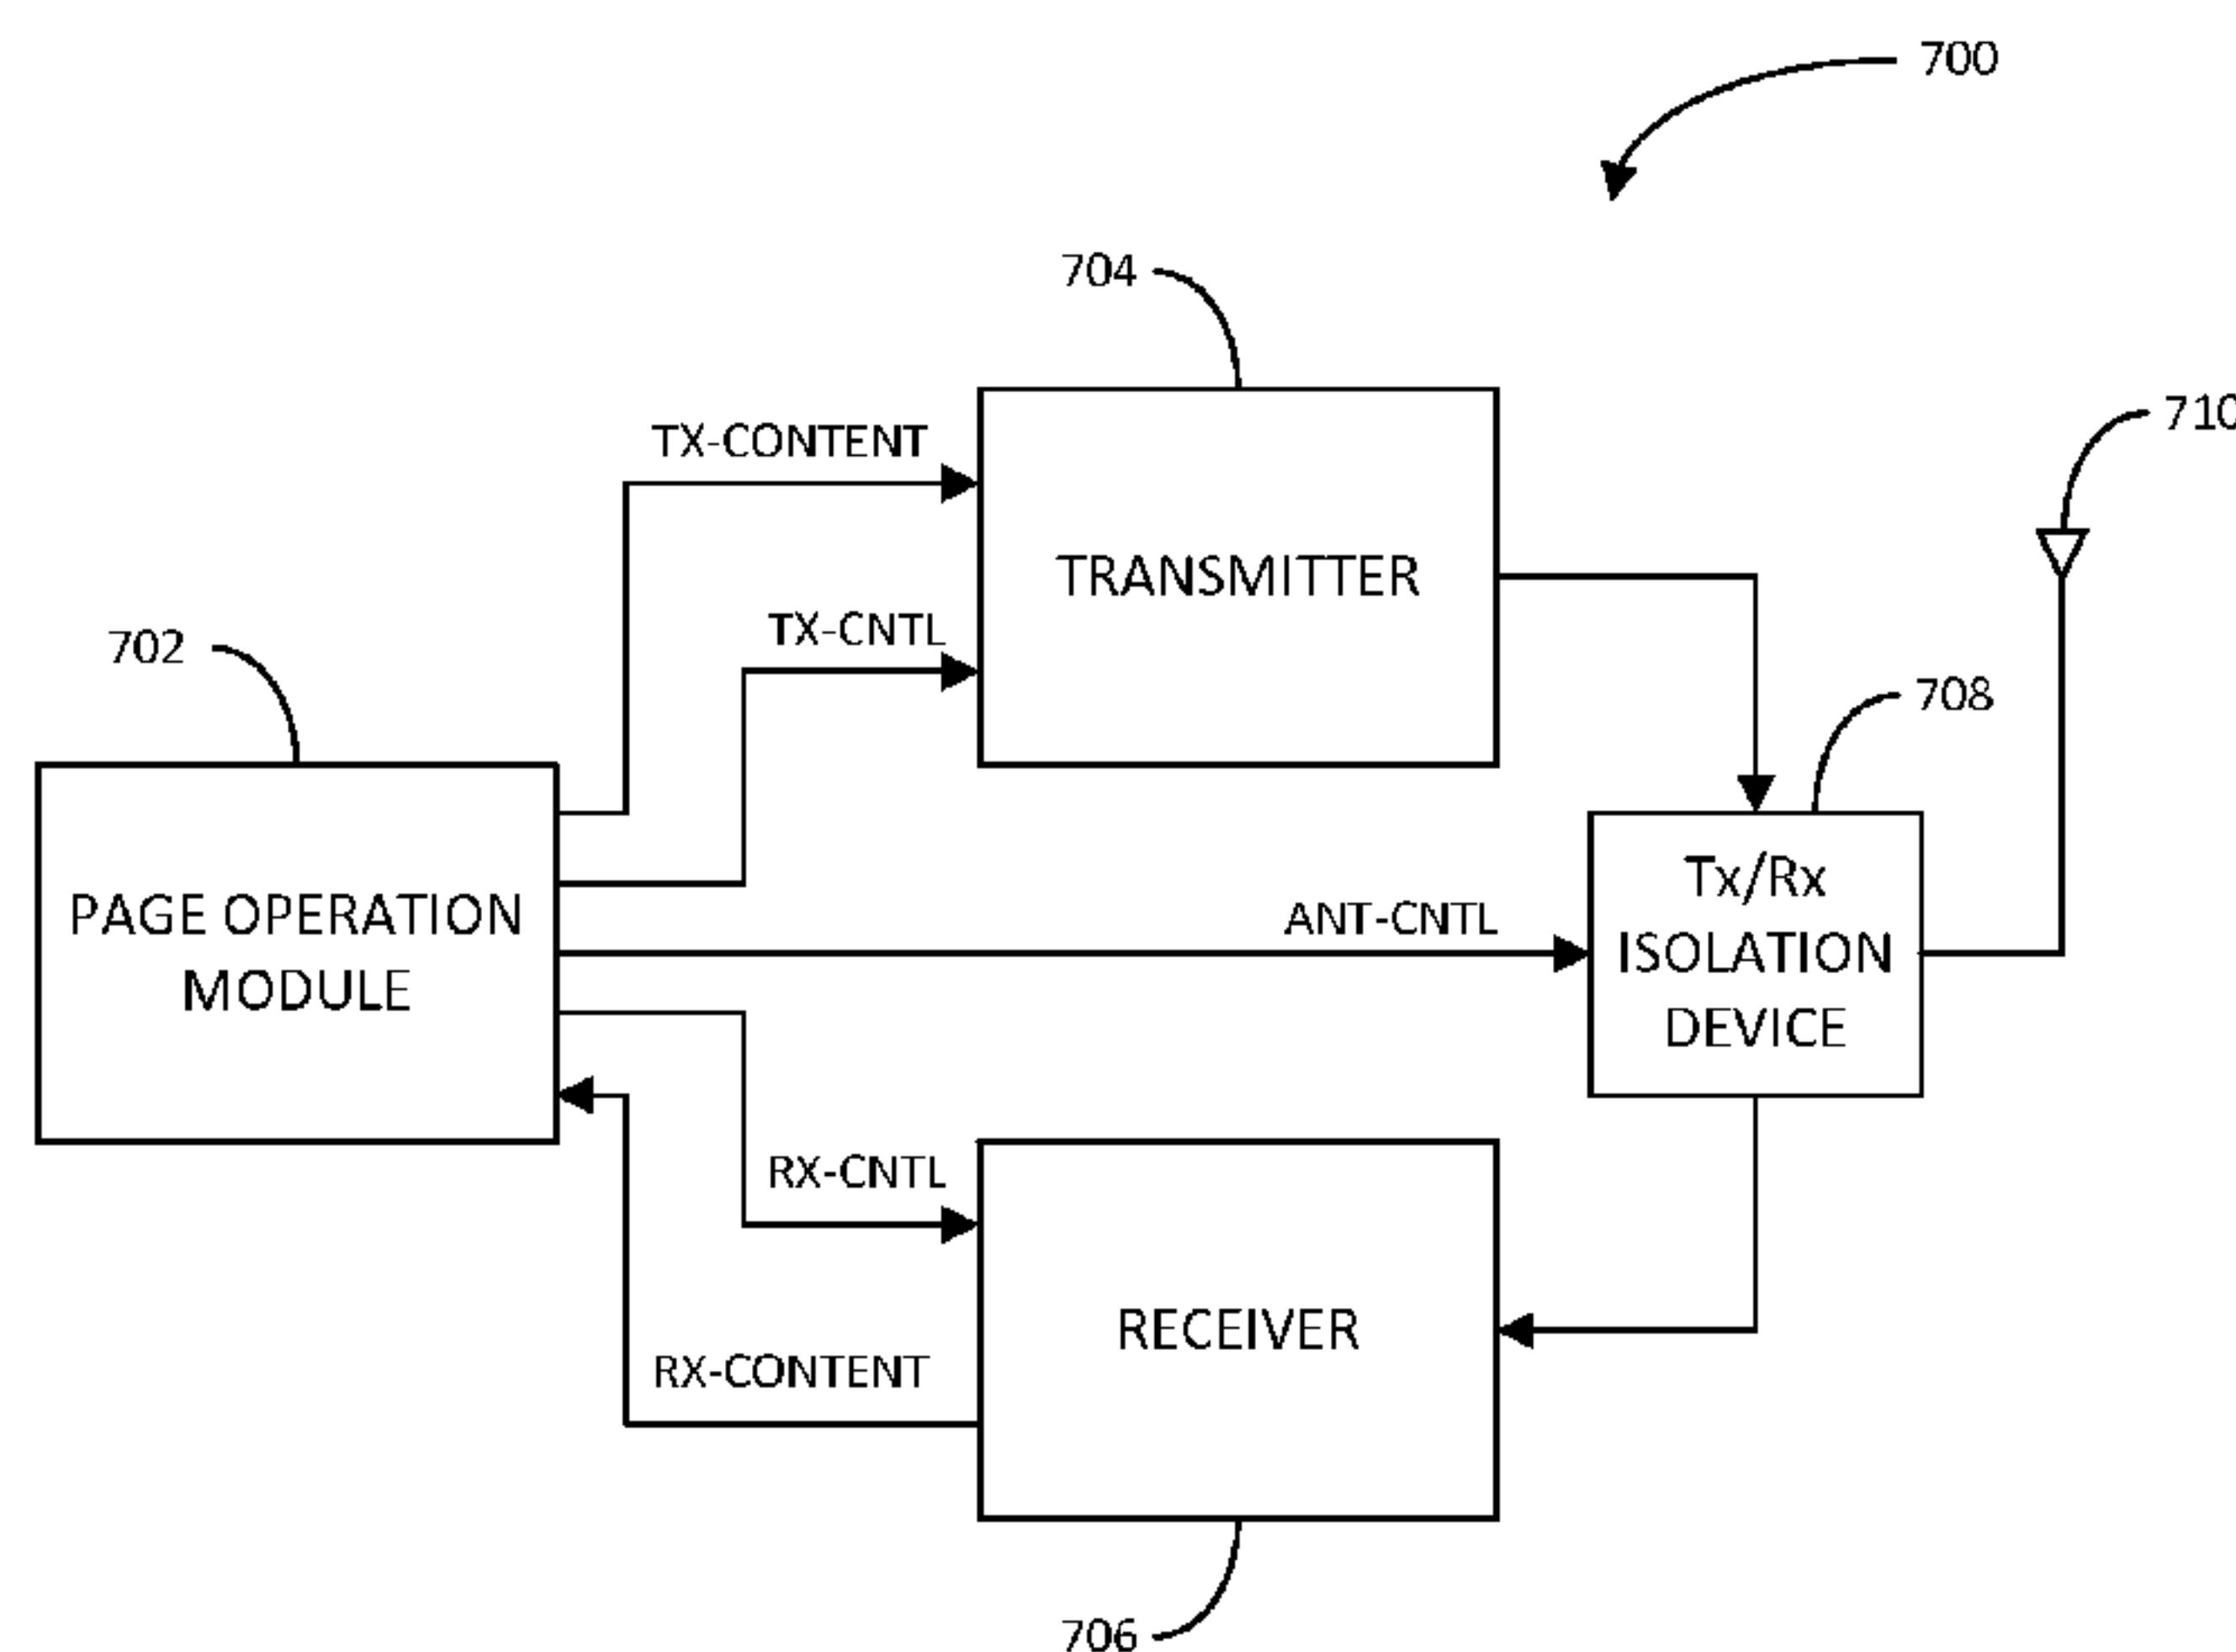 700
704
710
TX-CONTENT
TRANSMITTER
TX-CNTL
702
708
PAGE OPERATION
MODULE
ANT-CNTL
Tx/Rx
ISOLATION
DEVICE
RX-CNTL
RECEIVER
RX-CONTENT
706